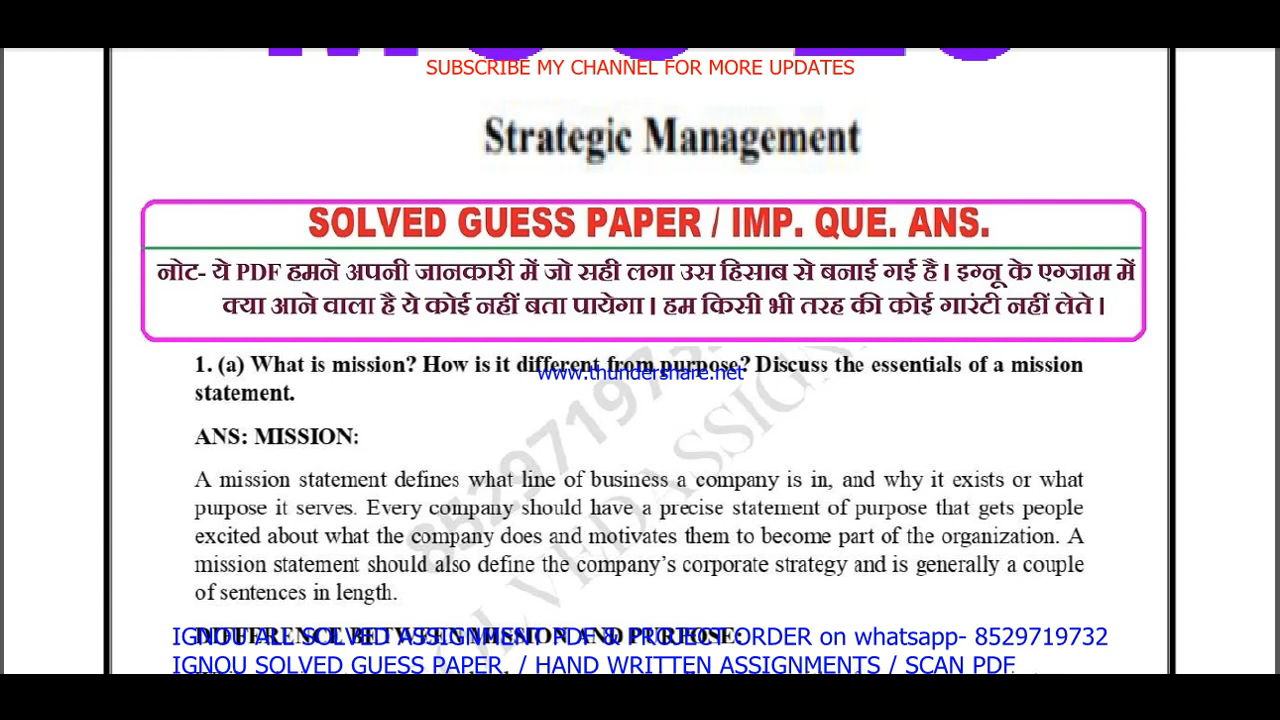 SUBSCRIBE MY CHANNEL FOR MORE UPDATES
Strategic Management
SOLVED GUESS PAPER / IMP. QUE. ANS.
नोट- ये PDF हमने अपनी जानकारी में जो सही लगा उस हिसाब से बनाई गई है। इग्नू के एग्जाम में
क्या आने वाला है ये कोई नहीं बता पायेगा। हम किसी भी तरह की कोई गारंटी नहीं लेते।
1. (a) What is mission? How is it different from purpose? Discuss the essentials of a mission
www.thundershare.net
statement.
ANS: MISSION:
A mission statement defines what line of business a company is in, and why it exists or what
purpose it serves. Every company should have a precise statement of purpose that gets people
excited about what the company does and motivates them to become part of the organization. A
mission statement should also define the company's corporate strategy and is generally a couple
of sentences in length.
DIFFERENCE BETWEEN MISSION AND PURPOSE:
IGNOU ALL SOLVED ASSIGNMENT PDF & PROJECT ORDER on whatsapp- 8529719732
IGNOU SOLVED GUESS PAPER / HAND WRITTEN ASSIGNMENTS / SCAN PDF